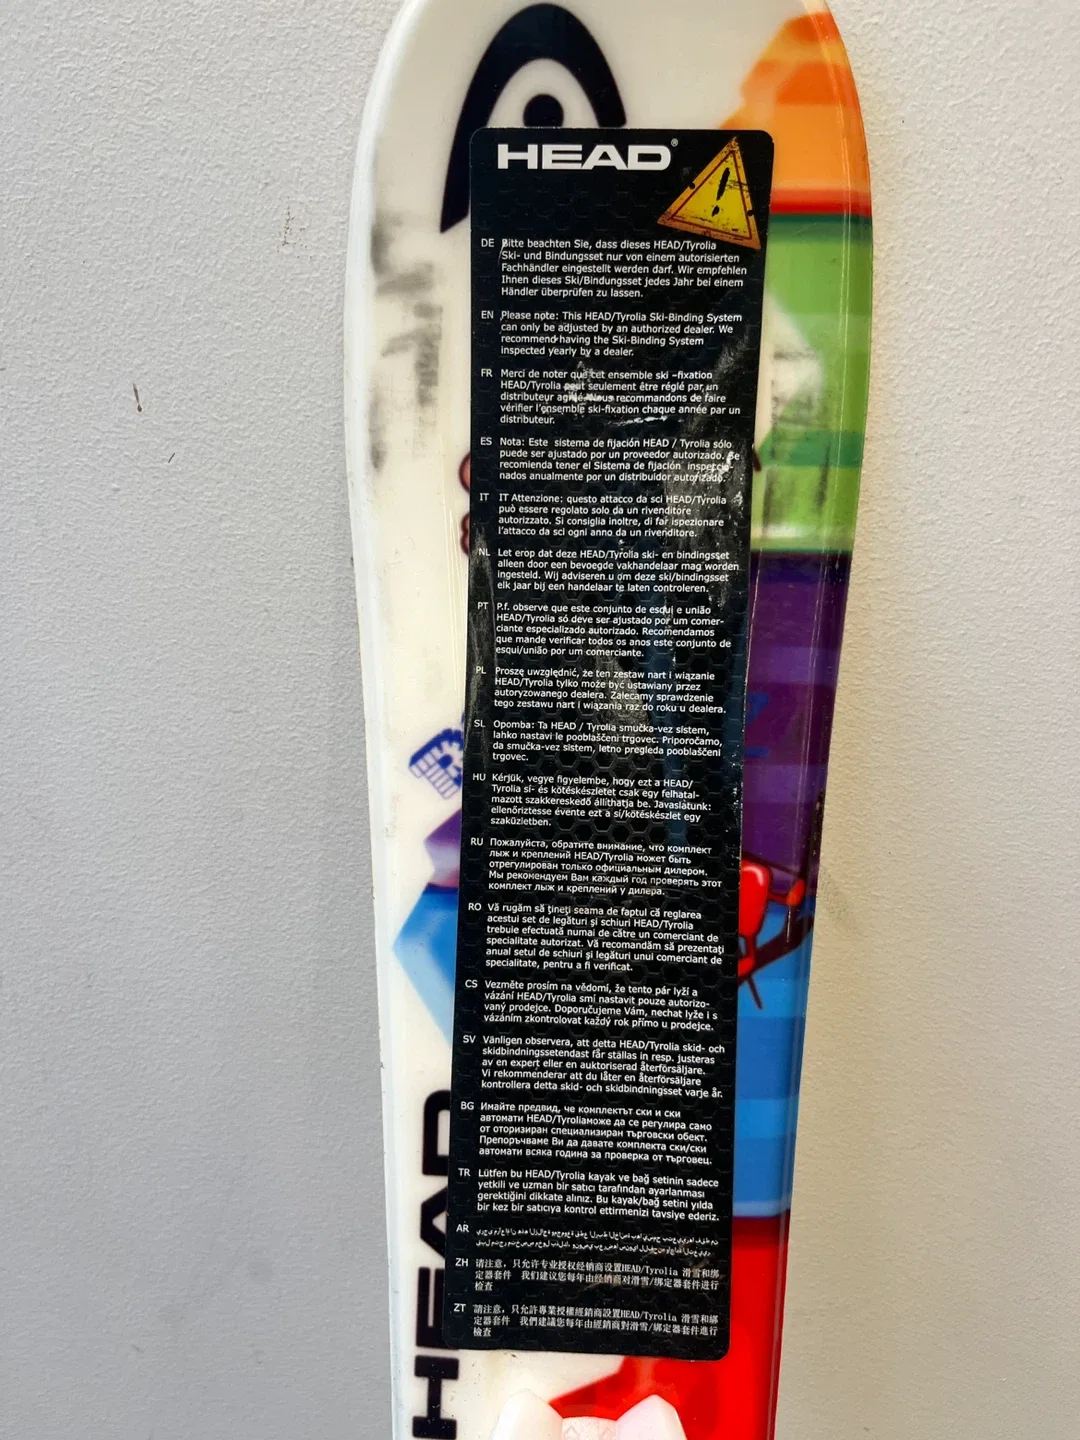 HEAD®
DE Bitte beachten Sie, dass dieses HEAD/Tyrolia
Ski- und Bindungsset nur von einem autorisierten
Fachhändler eingestellt werden darf. Wir empfehlen
Ihnen dieses Ski/Bindungsset jedes Jahr bei einem
Händler überprüfen zu lassen.
EN Please note: This HEAD/Tyrolia Ski-Binding System
can only be adjusted by an authorized dealer. We
recommend having the Ski-Binding System
inspected yearly by a dealer.
FR Merci de noter que cet ensemble ski –fixation
HEAD/Tyrolia peut seulement être réglé par un
distributeur agréé. Nous recommandons de faire
vérifier l'ensemble ski-fixation chaque année par un
distributeur.
ES Nota: Este sistema de fijación HEAD / Tyrolia sólo
puede ser ajustado por un proveedor autorizado. Se
recomienda tener el Sistema de fijación inspeccio-
nados anualmente por un distribuidor autorizado.
IT IT Attenzione: questo attacco da sci HEAD/Tyrolia
può essere regolato solo da un rivenditore
autorizzato. Si consiglia inoltre, di far ispezionare
l'attacco da sci ogni anno da un rivenditore.
NL Let erop dat deze HEAD/Tyrolia ski- en bindingsset
alleen door een bevoegde vakhandelaar mag worden
ingesteld. Wij adviseren u om deze ski/bindingsset
elk jaar bij een handelaar te laten controleren.
PT P.f. observe que este conjunto de esqui e união
HEAD/Tyrolia só deve ser ajustado por um comer-
ciante especializado autorizado. Recomendamos
que mande verificar todos os anos este conjunto de
esqui/união por um comerciante.
PL Proszę uwzględnić, że ten zestaw nart i wiązanie
HEAD/Tyrolia tylko może być ustawiany przez
autoryzowanego dealera. Zalecamy sprawdzenie
tego zestawu nart i wiązania raz do roku u dealera.
SL Opomba: Ta HEAD / Tyrolia smučka-vez sistem,
lahko nastavi le pooblaščeni trgovec. Priporočamo,
da smučka-vez sistem, letno pregleda pooblaščeni
trgovec.
HU Kérjük, vegye figyelembe, hogy ezt a HEAD/
Tyrolia sí- és kötéskészletet csak egy felhatal-
mazott szakkereskedő állíthatja be. Javaslatunk:
ellenőriztesse évente ezt a sí/kötéskészlet egy
szaküzletben.
RU Пожалуйста, обратите внимание, что комплект
лыж и креплений HEAD/Tyrolia может быть
отрегулирован только официальным дилером.
Мы рекомендуем Вам каждый год проверять этот
комплект лыж и креплений у дилера.
RO Vă rugăm să țineți seama de faptul că reglarea
acestui set de legături și schiuri HEAD/Tyrolia
trebuie efectuată numai de către un comerciant de
specialitate autorizat. Vă recomandăm să prezentați
anual setul de schiuri și legături unui comerciant de
specialitate, pentru a fi verificat.
CS Vezměte prosím na vědomí, že tento pár lyží a
vázání HEAD/Tyrolia smí nastavit pouze autorizo-
vaný prodejce. Doporučujeme Vám, nechat lyže i s
vázáním zkontrolovat každý rok přímo u prodejce.
SV Vänligen observera, att detta HEAD/Tyrolia skid- och
skidbindningssetendast får ställas in resp. justeras
av en expert eller en auktoriserad återförsäljare.
Vi rekommenderar att du låter en återförsäljare
kontrollera detta skid- och skidbindningsset varje år.
BG Имайте предвид, че комплектът ски и ски
автомати HEAD/Tyroliaможе да се регулира само
от оторизиран специализиран търговски обект.
Препоръчваме Ви да давате комплекта ски/ски
автомати всяка година за проверка от търговец.
TR Lütfen bu HEAD/Tyrolia kayak ve bağ setinin sadece
yetkili ve uzman bir satıcı tarafından ayarlanması
gerektiğini dikkate alınız. Bu kayak/bağ setini yılda
bir kez bir satıcıya kontrol ettirmenizi tavsiye ederiz.
AR
ZH 请注意，只允许专业授权经销商设置HEAD/Tyrolia 滑雪和绑
定器套件 我们建议您每年由经销商对滑雪/绑定器套件进行
检查
ZT 請注意，只允許專業授權經銷商設置HEAD/Tyrolia 滑雪和綁
定器套件 我們建議您每年由經銷商對滑雪/綁定器套件進行
檢查
HEAD